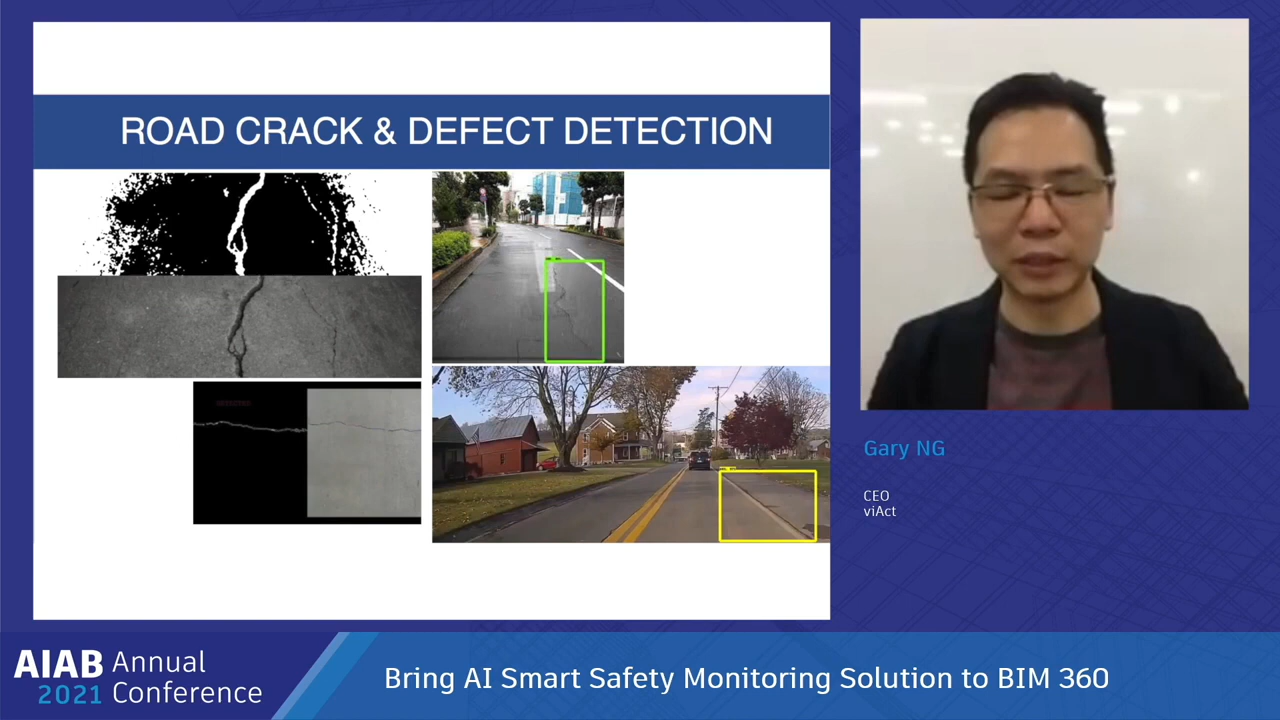 ROAD CRACK & DEFECT DETECTION
Gary NG
CEO
viAct
AIAB Annual
2021 Conference
Bring AI Smart Safety Monitoring Solution to BIM 360